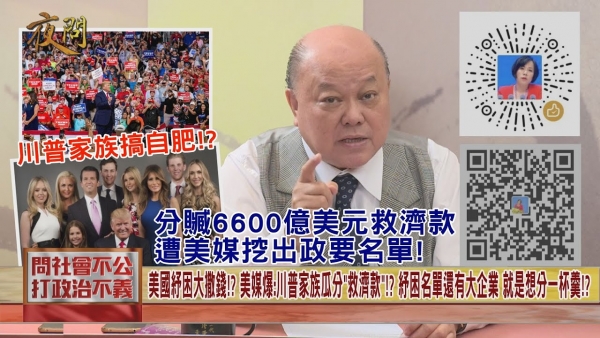 夜問
川普家族搞自肥!?
分贓6600億美元救濟款
遭美媒挖出政要名單!
問社會不公
打政治不義
美國紓困大撒錢!? 美媒爆:川普家族瓜分"救濟款"!? 紓困名單還有大企業 就是想分一杯羹!?